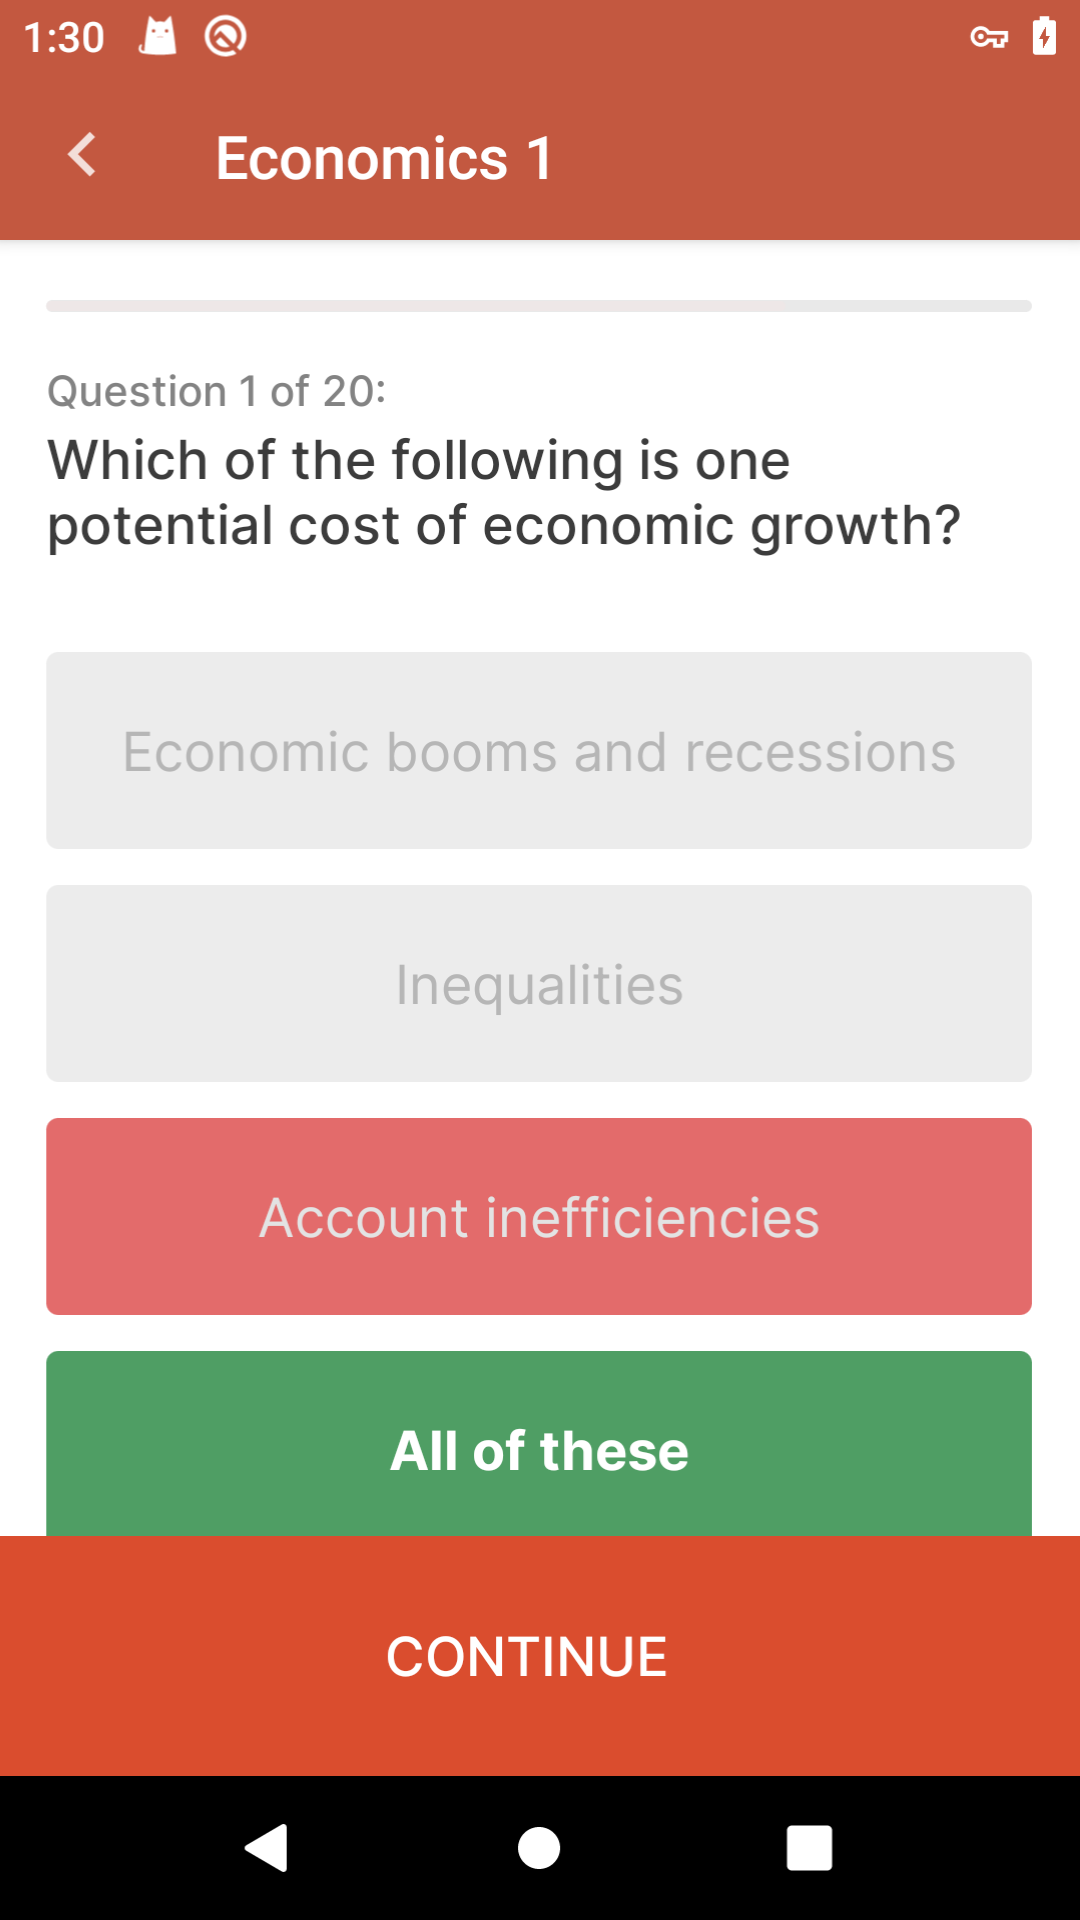 1:30
Economics 1
Question 1 of 20:
Which of the following is one
potential cost of economic growth?
Economic booms and recessions
Inequalities
Account inefficiencies
All of these
CONTINUE